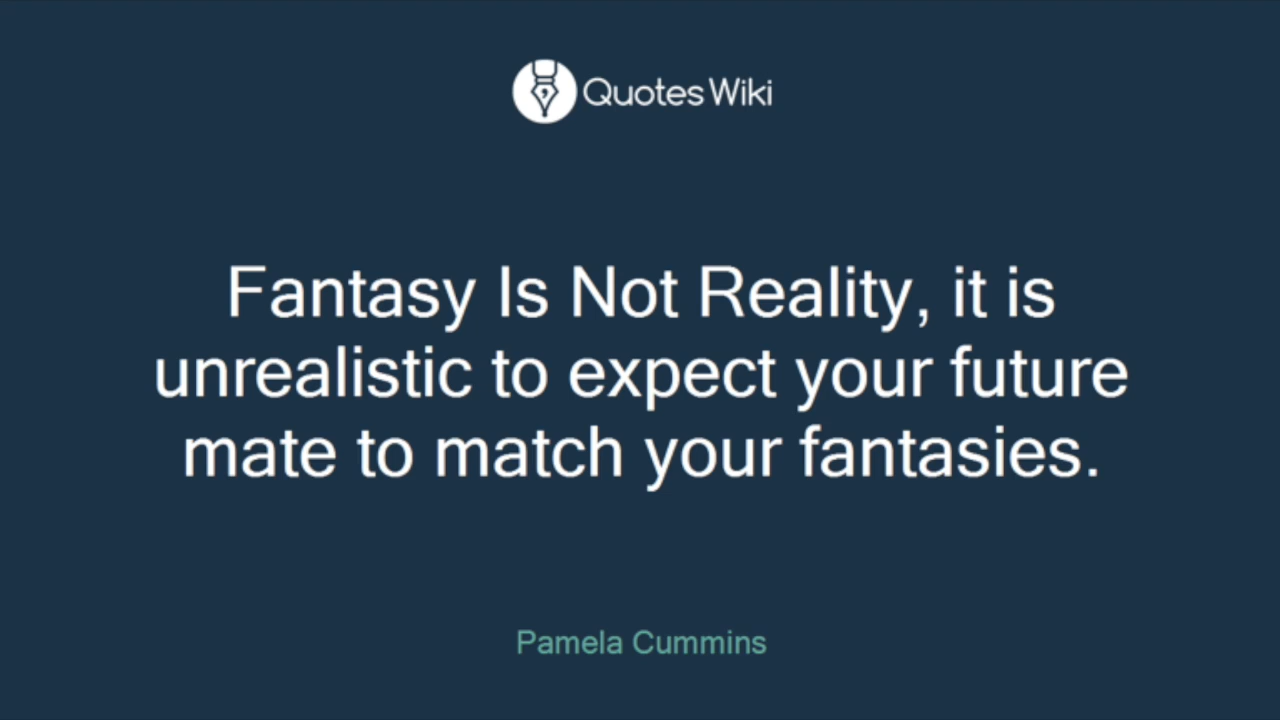 Quotes Wiki
Fantasy Is Not Reality, it is
unrealistic to expect your future
mate to match your fantasies.
Pamela Cummins